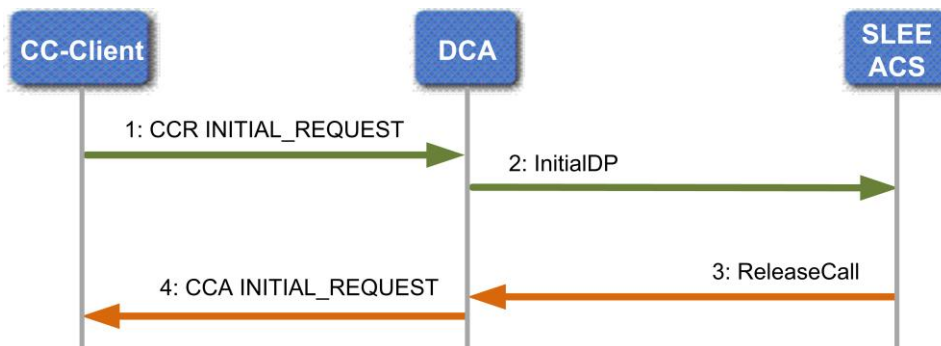 CC-Client
DCA
SLEE
ACS
1: CCR INITIAL_REQUEST
2: InitialDP
3: ReleaseCall
4: CCA INITIAL_REQUEST